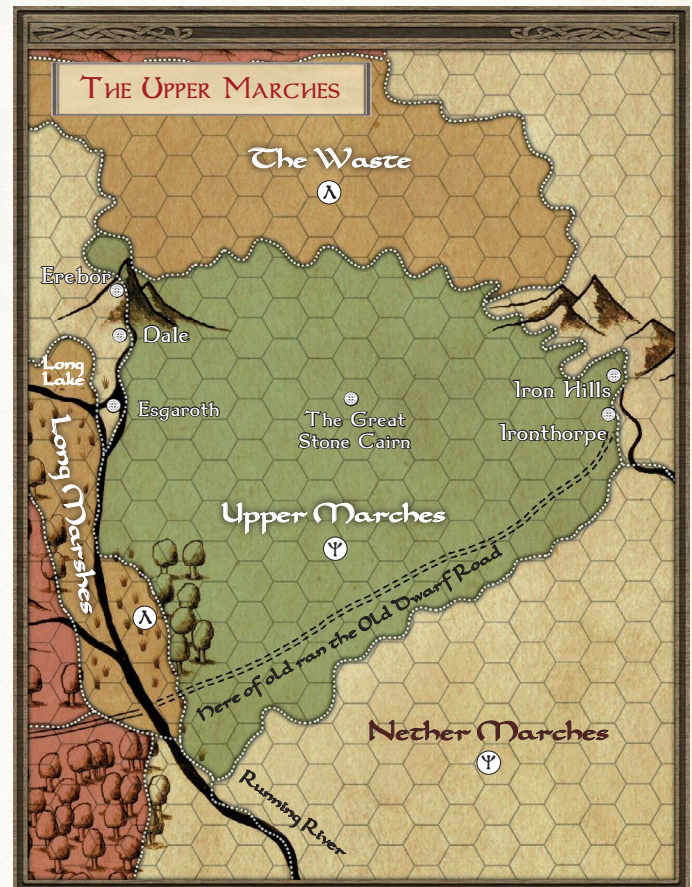 The Upper Marches
The Waste
Erebor
Dale
Long
Lake
Iron Hills
Esgaroth
The Great
Stone Cairn
Ironthorpe
Long Marshes
Upper Marches
Here of old ran the Old Dwarf Road
Nether Marches
Running River